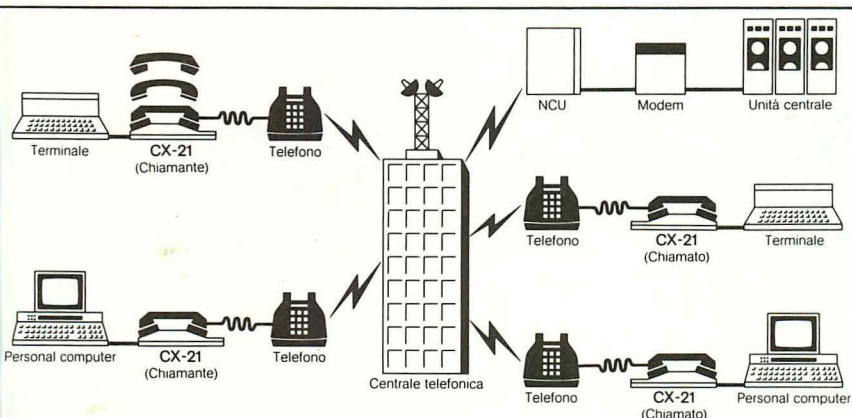 Terminale
CX-21
(Chiamante)
Telefono
NCU
Modem
Unità centrale
Telefono
CX-21
(Chiamato)
Terminale
Personal computer
CX-21
(Chiamante)
Telefono
Centrale telefonica
Telefono
CX-21
(Chiamato)
Personal computer